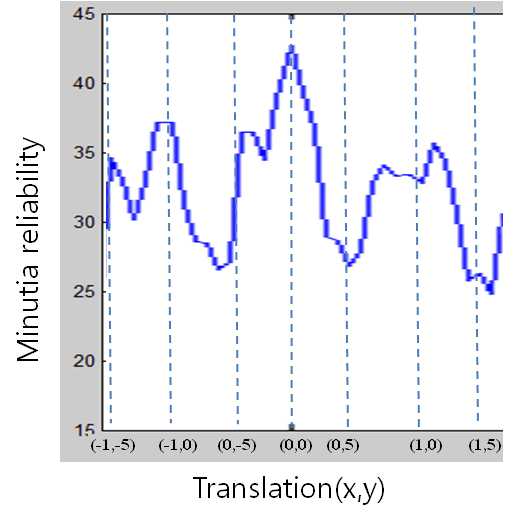 45
40
35
30
25
20
15
Minutia reliability
(-1,-5) (-1,0) (0,-5) (0,0) (0,5) (1,0) (1,5)
Translation(x,y)